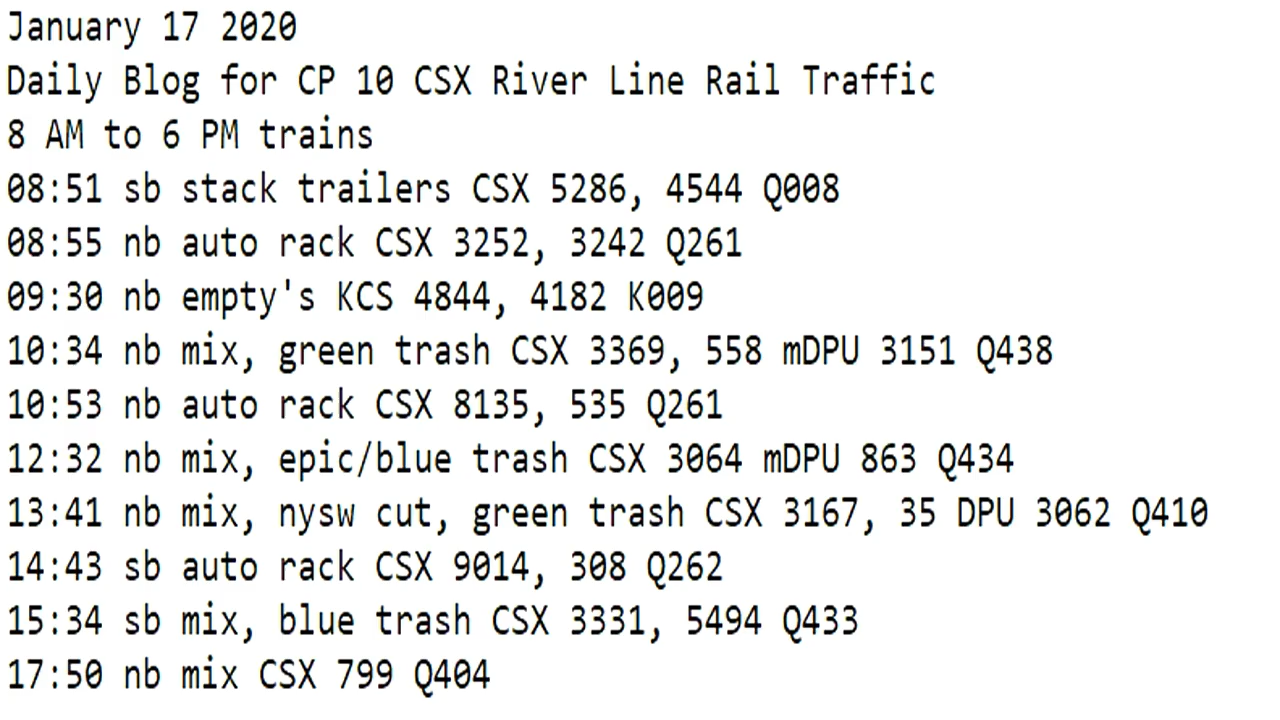 January 17 2020
Daily Blog for CP 10 CSX River Line Rail Traffic
8 AM to 6 PM trains
08:51 sb stack trailers CSX 5286, 4544 Q008
08:55 nb auto rack CSX 3252, 3242 Q261
09:30 nb empty's KCS 4844, 4182 K009
10:34 nb mix, green trash CSX 3369, 558 mDPU 3151 Q438
10:53 nb auto rack CSX 8135, 535 Q261
12:32 nb mix, epic/blue trash CSX 3064 mDPU 863 Q434
13:41 nb mix, nysw cut, green trash CSX 3167, 35 DPU 3062 Q410
14:43 sb auto rack CSX 9014, 308 Q262
15:34 sb mix, blue trash CSX 3331, 5494 Q433
17:50 nb mix CSX 799 Q404